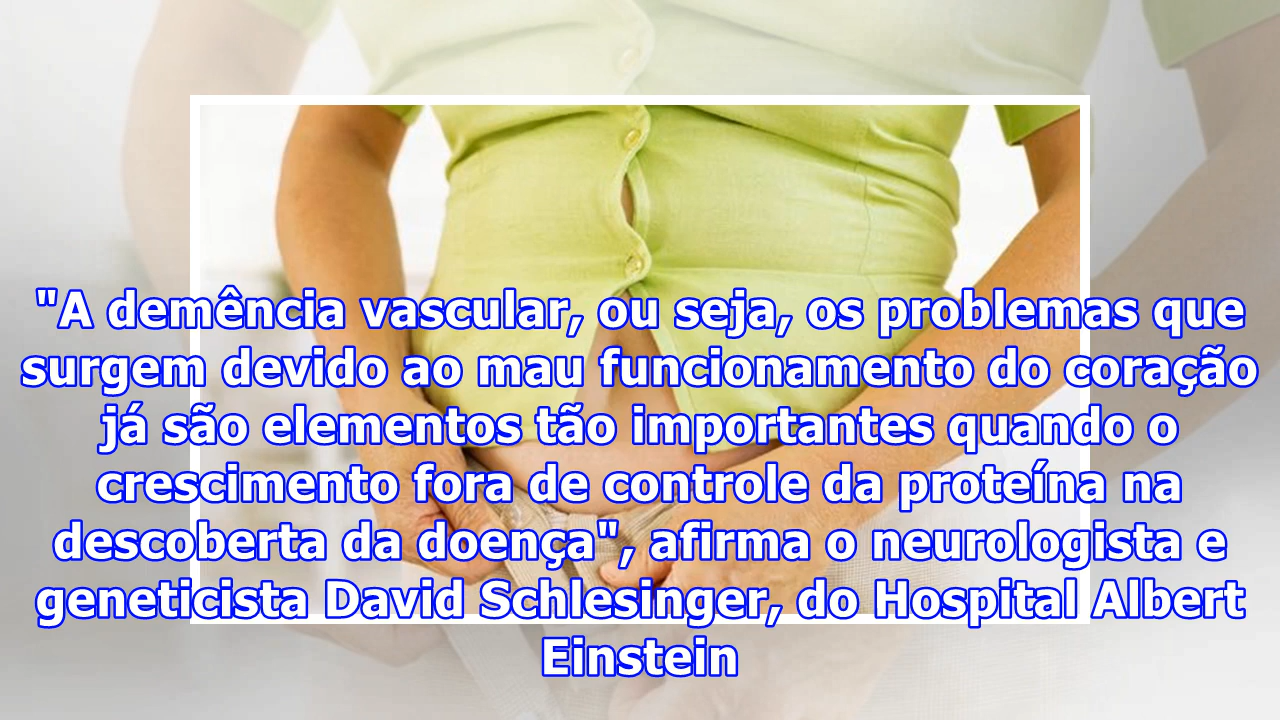 "A demência vascular, ou seja, os problemas que
surgem devido ao mau funcionamento do coração
já são elementos tão importantes quando o
crescimento fora de controle da proteína na
descoberta da doença", afirma o neurologista e
geneticista David Schlesinger, do Hospital Albert
Einstein